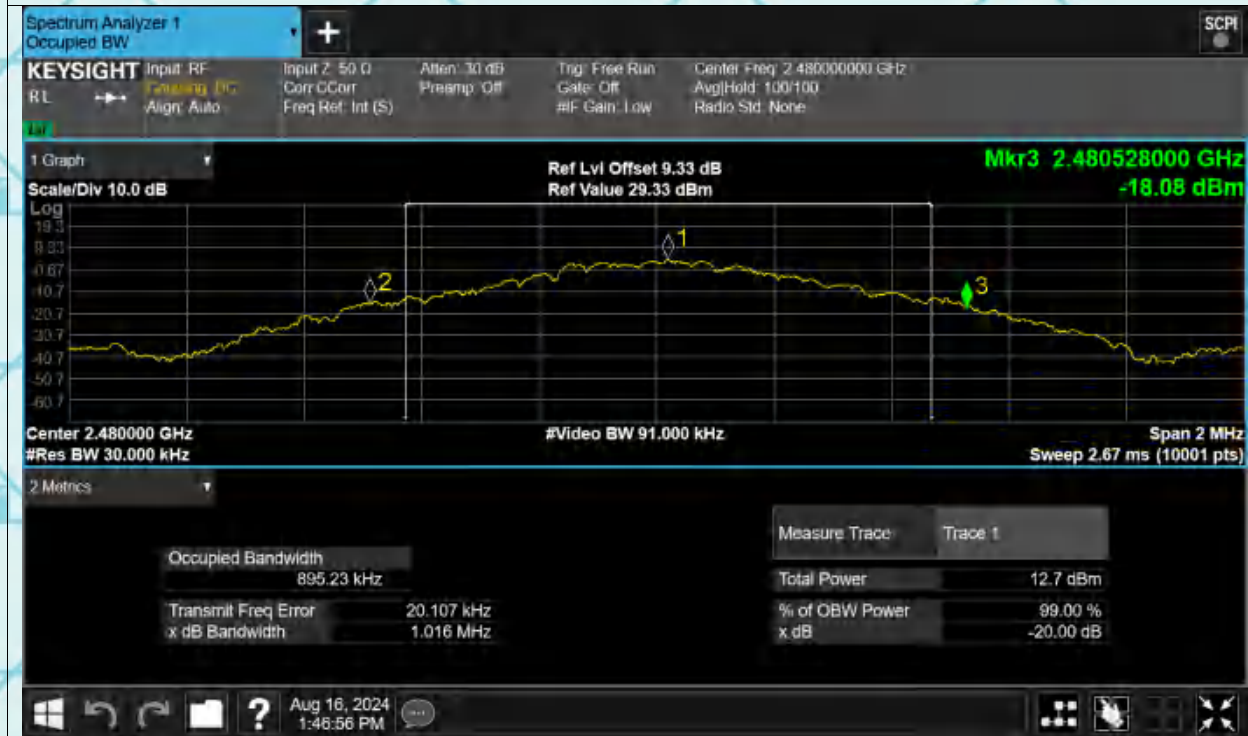 Spectrum Analyzer 1
Occupied BW
+
SCPI
KEYSIGHT
RL
Input: RF
Coupling: DC
Align: Auto
Input Z: 50 Ω
Corr CCorr
Freq Ref: Int (S)
Atten: 30 dB
Preamp: Off
Trig: Free Run
Gate: Off
#IF Gain: Low
Center Freq: 2.480000000 GHz
Avg|Hold: 100/100
Radio Std: None
1 Graph
Scale/Div 10.0 dB
Ref Lvl Offset 9.33 dB
Ref Value 29.33 dBm
Mkr3 2.480528000 GHz
-18.08 dBm
Log
19.3
9.33
-0.67
-10.7
-20.7
-30.7
-40.7
-50.7
-60.7
1
2
3
Center 2.480000 GHz
#Video BW 91.000 kHz
Span 2 MHz
#Res BW 30.000 kHz
Sweep 2.67 ms (10001 pts)
2 Metrics
Measure Trace Trace 1
Occupied Bandwidth
895.23 kHz
Total Power 12.7 dBm
Transmit Freq Error 20.107 kHz
% of OBW Power 99.00 %
x dB Bandwidth 1.016 MHz
x dB -20.00 dB
?
Aug 16, 2024
1:46:56 PM